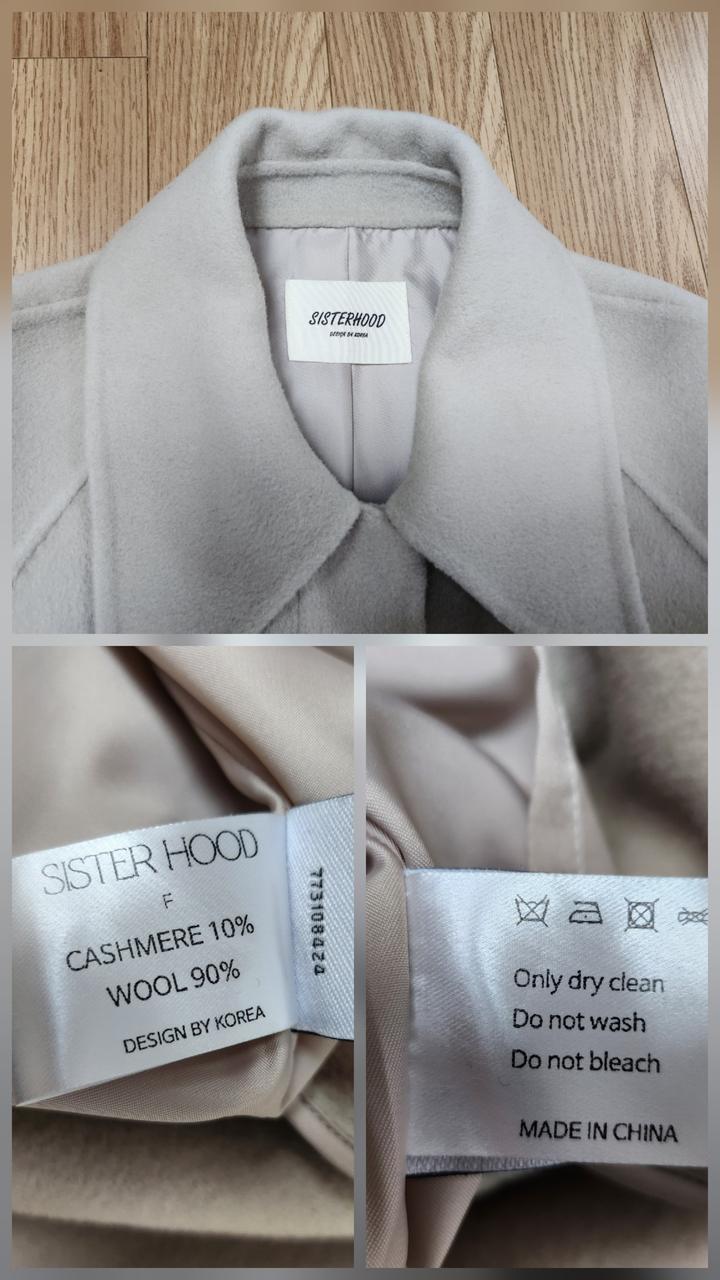 SISTERHOOD
DESIGN BY KOREA
SISTER HOOD
F
CASHMERE 10%
WOOL 90%
DESIGN BY KOREA
773108424
Only dry clean
Do not wash
Do not bleach
MADE IN CHINA